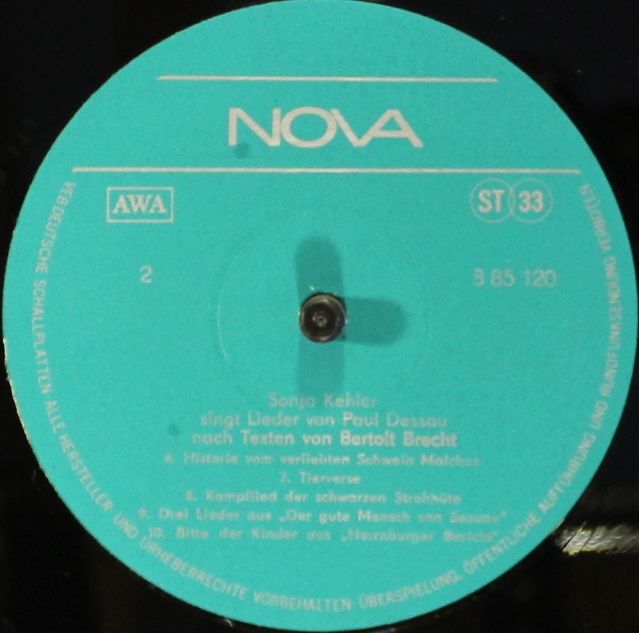 NOVA
AWA
ST 33
2
8 85 120
Sonja Kehler
singt Lieder von Paul Dessau
nach Texten von Bertolt Brecht
6. Historie vom verliebten Schwein Malchus
7. Tierverse
8. Kampflied der schwarzen Strohhüte
9. Drei Lieder aus „Der gute Mensch von Sezuan"
10. Bitte der Kinder aus „Herrnburger Bericht"
VEB DEUTSCHE SCHALLPLATTEN ALLE HERSTELLER- UND URHEBERRECHTE VORBEHALTEN · ÜBERSPIELUNG, ÖFFENTLICHE AUFFÜHRUNG UND RUNDFUNKSENDUNG VERBOTEN